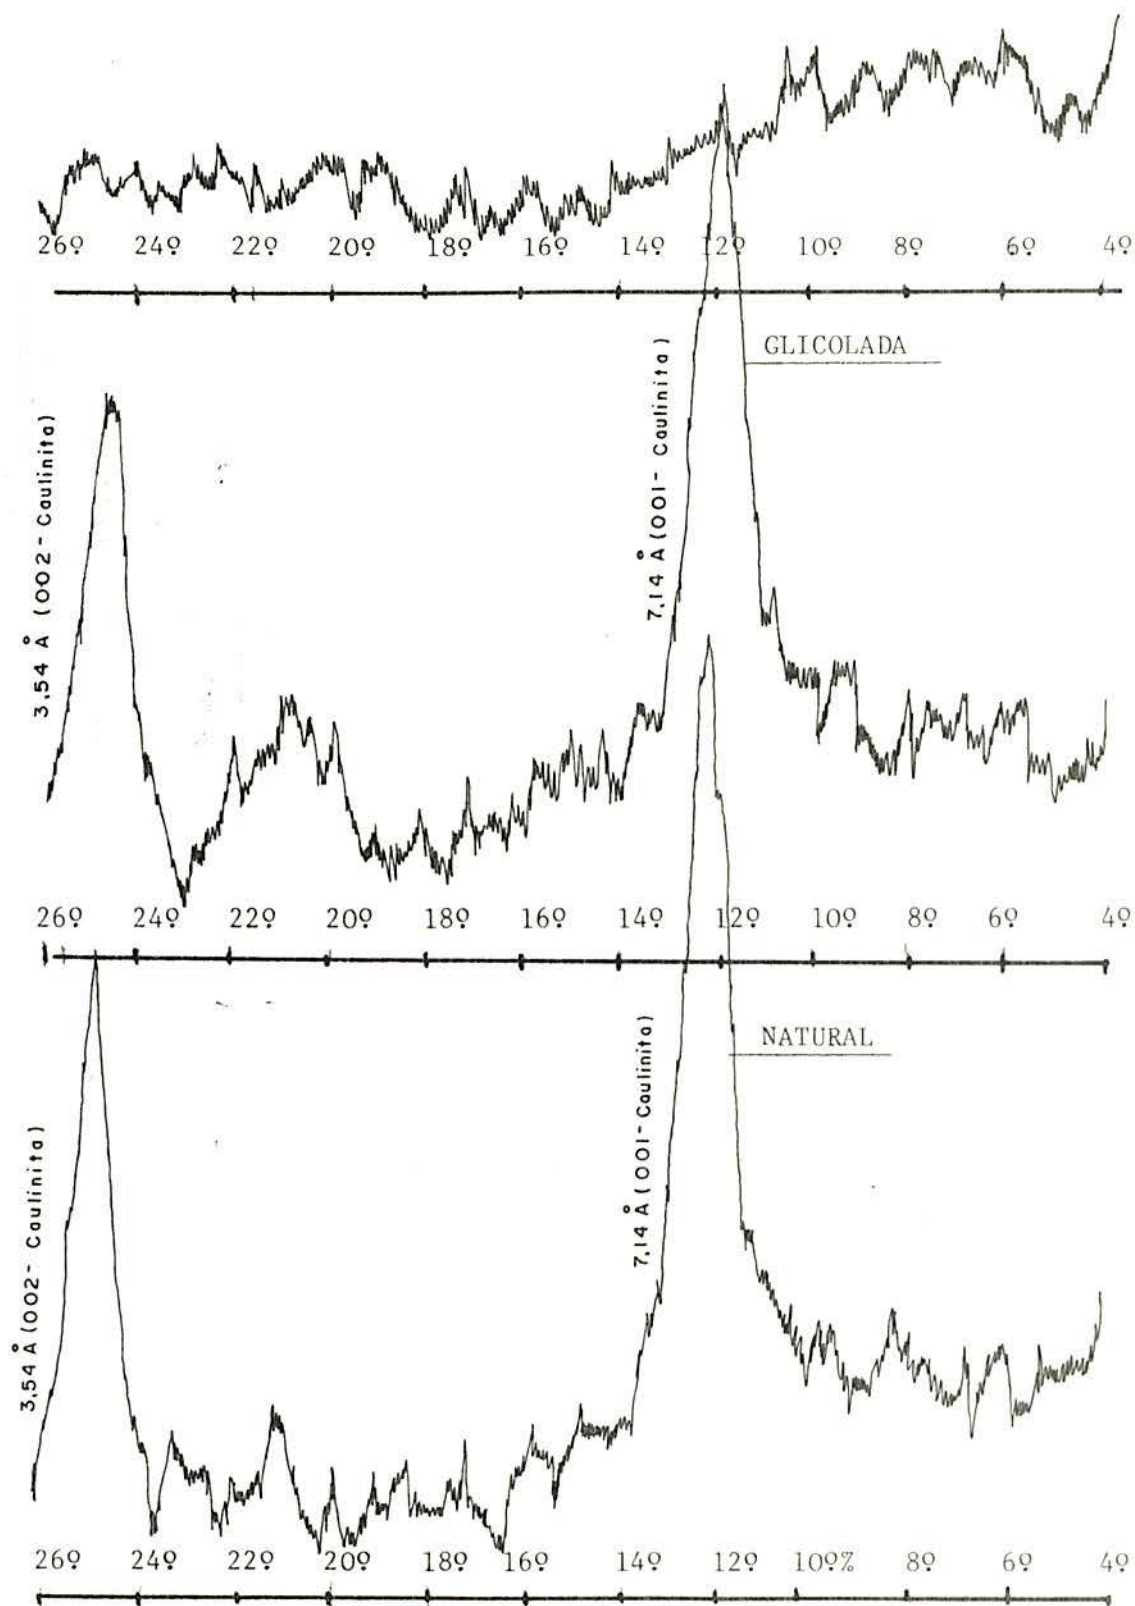 26º 24º 22º 20º 18º 16º 14º 12º 10º 8º 6º 4º
GLICOLADA
3,54 Å (002 - Caulinita)
7,14 Å (001 - Caulinita)
26º 24º 22º 20º 18º 16º 14º 12º 10º 8º 6º 4º
NATURAL
3,54 Å (002 - Caulinita)
7,14 Å (001 - Caulinita)
26º 24º 22º 20º 18º 16º 14º 12º 10% 8º 6º 4º